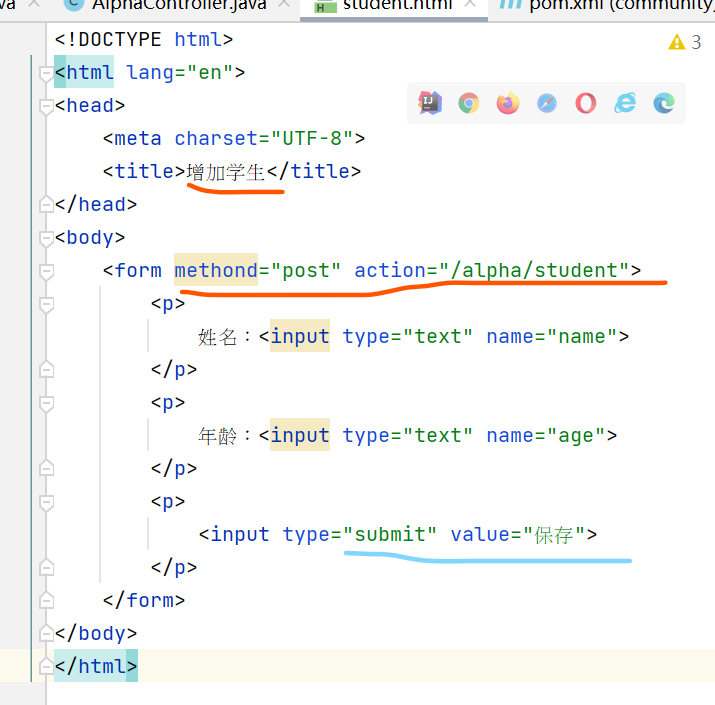 AlphaController.java student.html pom.xml (community)
3
<!DOCTYPE html>
<html lang="en">
<head>
<meta charset="UTF-8">
<title>增加学生</title>
</head>
<body>
<form methond="post" action="/alpha/student">
<p>
姓名：<input type="text" name="name">
</p>
<p>
年龄：<input type="text" name="age">
</p>
<p>
<input type="submit" value="保存">
</p>
</form>
</body>
</html>